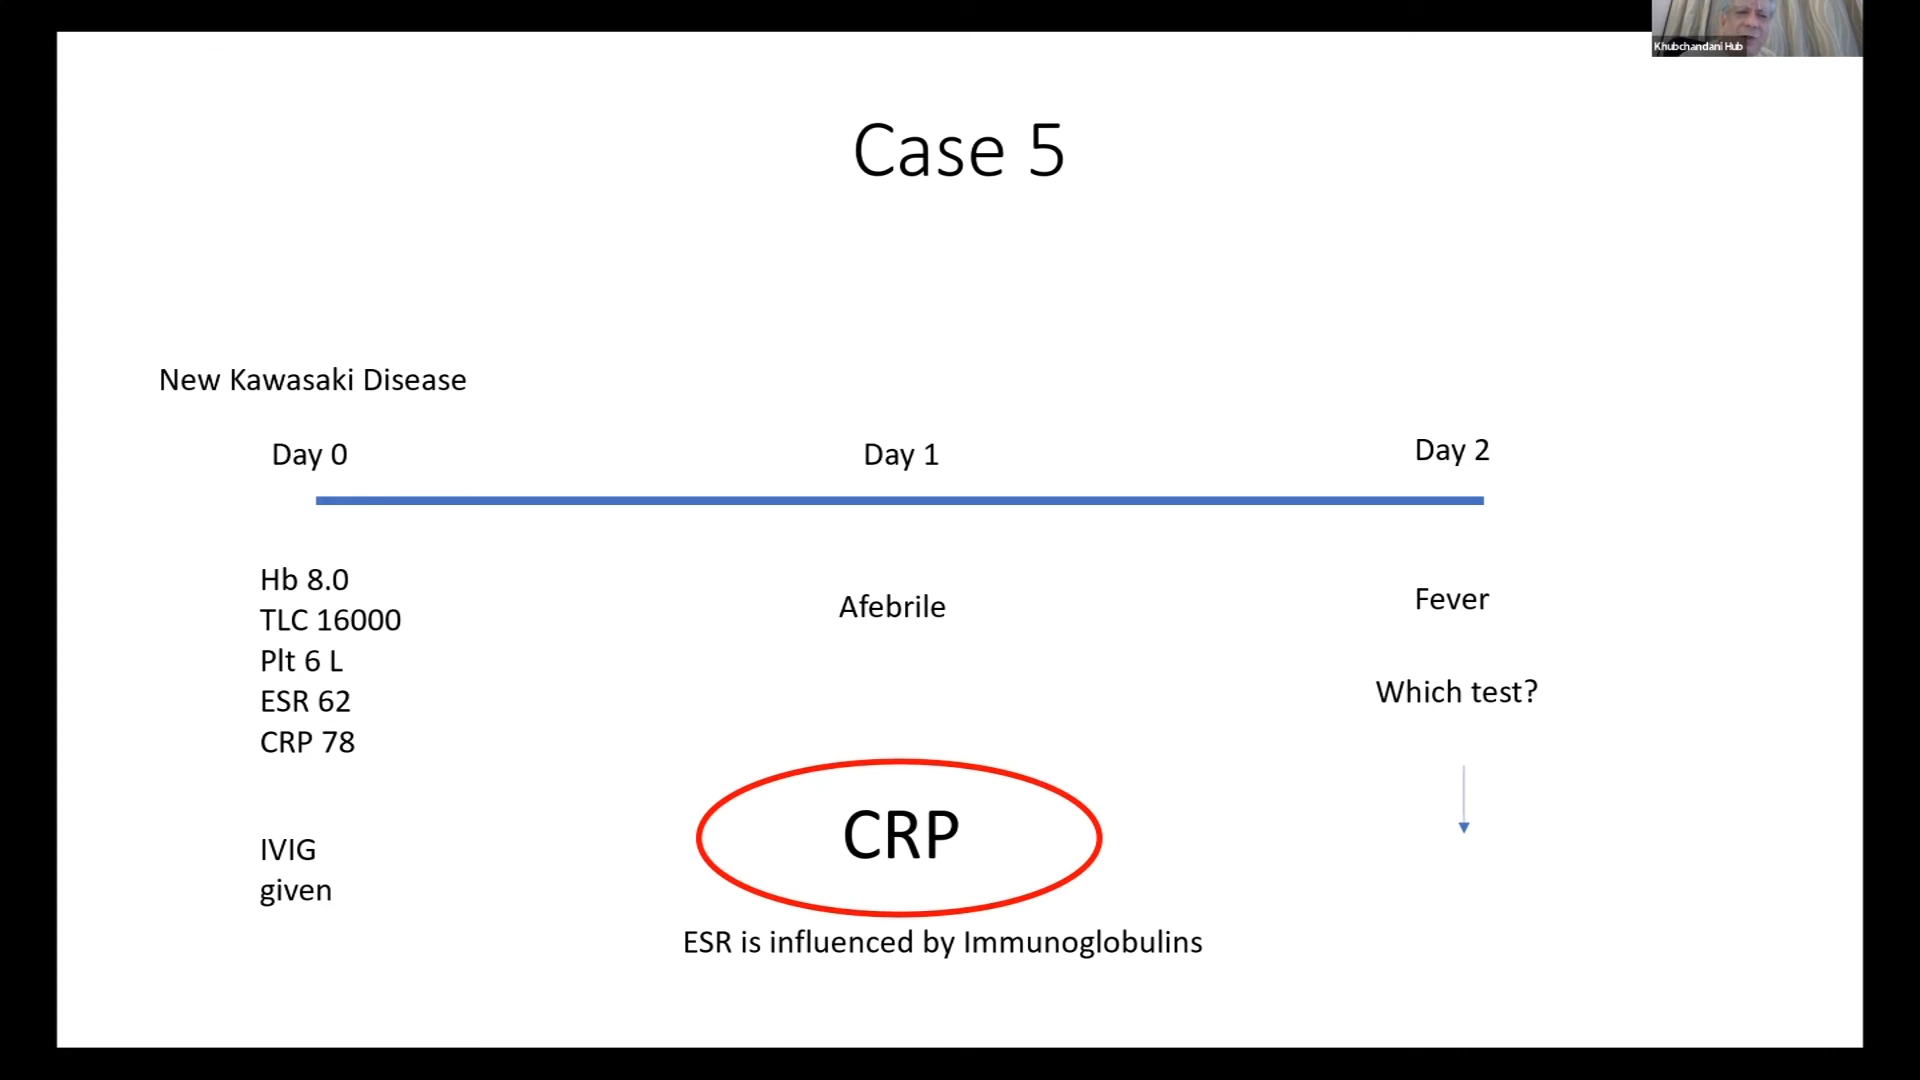 Khubchandani Hub
Case 5
New Kawasaki Disease
Day 0
Day 1
Day 2
Hb 8.0
TLC 16000
Plt 6 L
ESR 62
CRP 78
IVIG
given
Afebrile
CRP
ESR is influenced by Immunoglobulins
Fever
Which test?